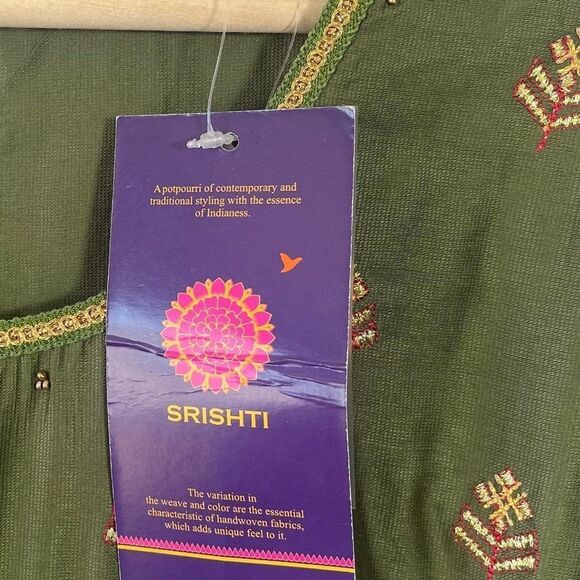 A potpourri of contemporary and
traditional styling with the essence
of Indianess.
SRISHTI
The variation in
the weave and color are the essential
characteristic of handwoven fabrics,
which adds unique feel to it.